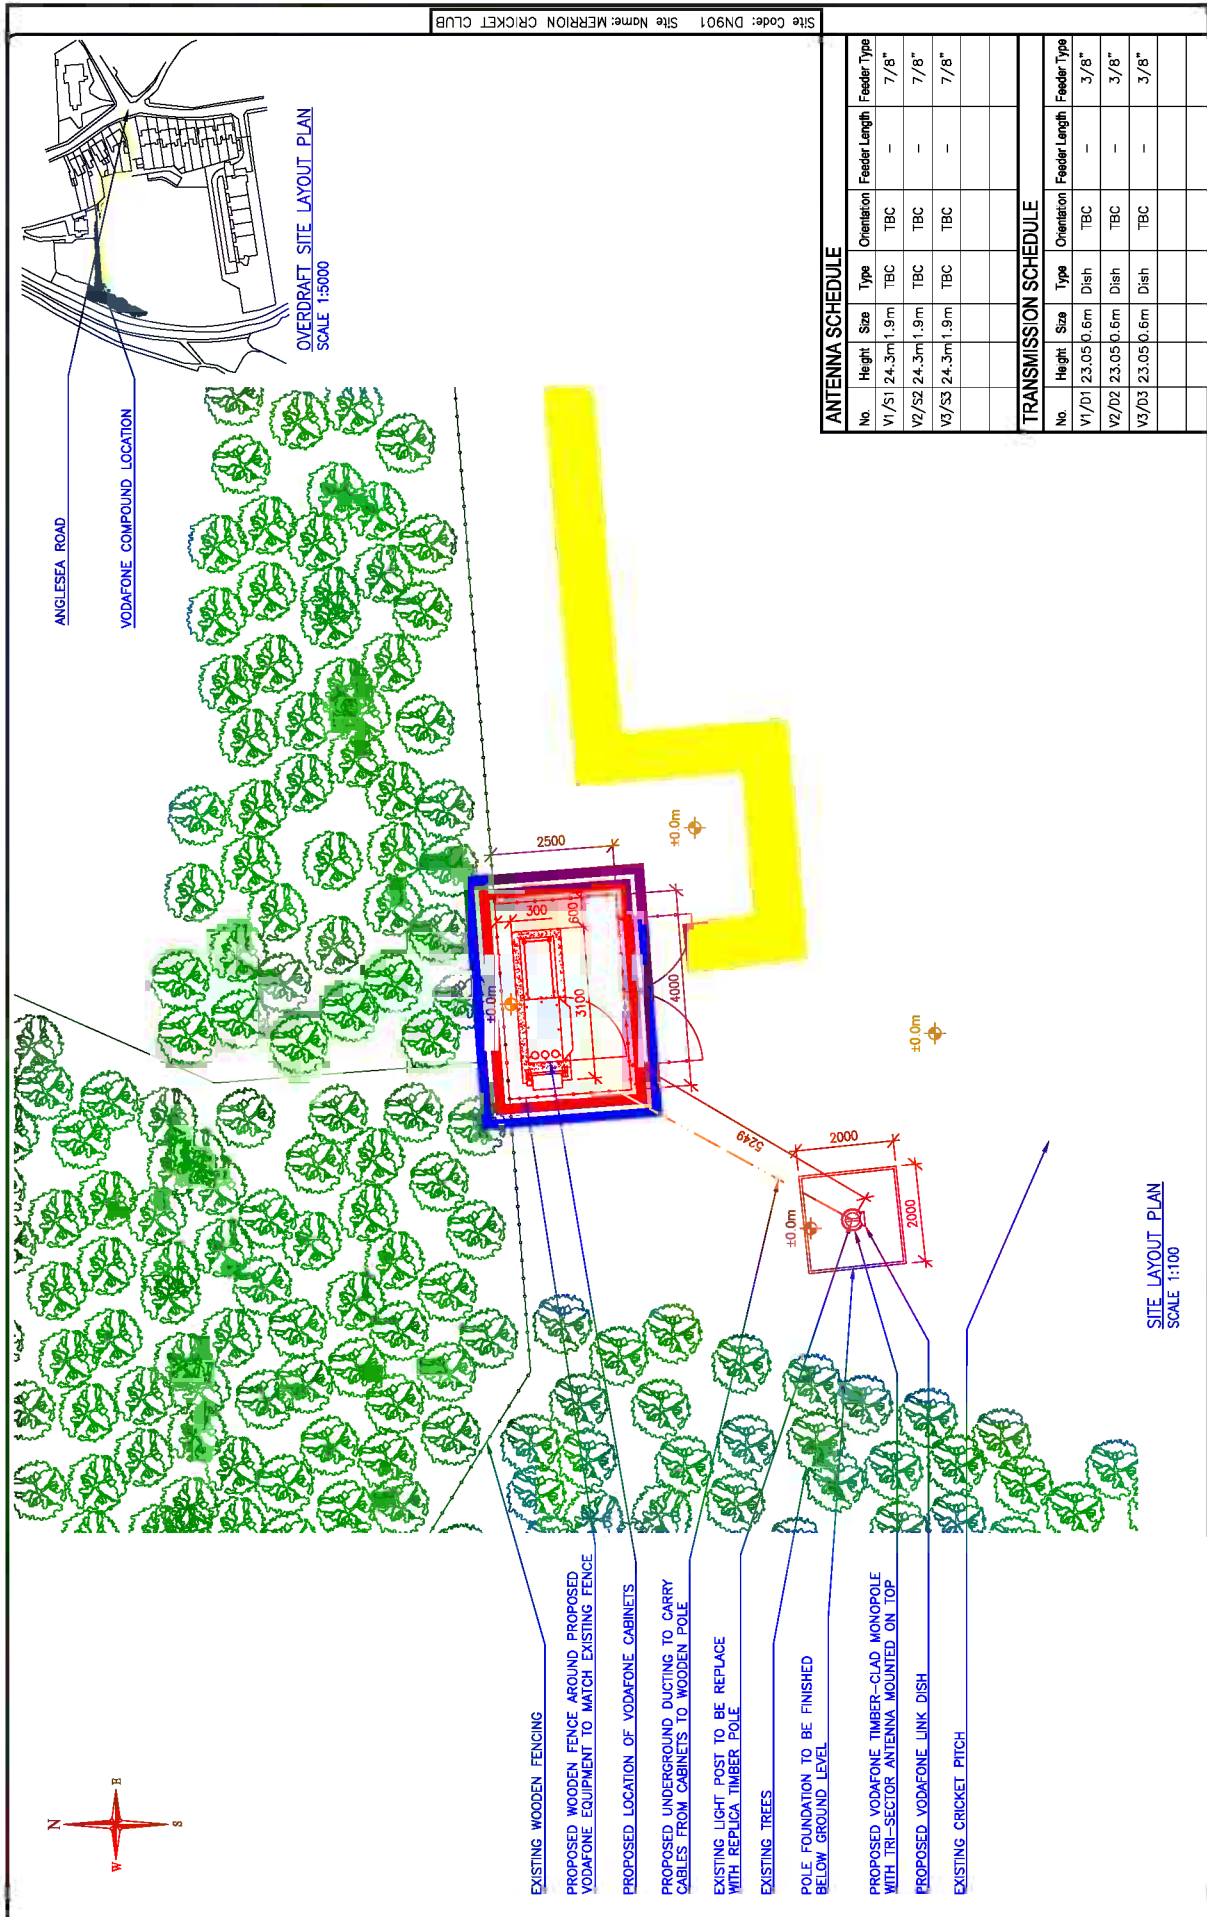 Site Code: DN901 Site Name: MERRION CRICKET CLUB
ANGLESEA ROAD
VODAFONE COMPOUND LOCATION
OVERDRAFT SITE LAYOUT PLAN
SCALE 1:5000
ANTENNA SCHEDULE
No. Height Size Type Orientation Feeder Length Feeder Type
V1/S1 24.3m 1.9m TBC TBC – 7/8"
V2/S2 24.3m 1.9m TBC TBC – 7/8"
V3/S3 24.3m 1.9m TBC TBC – 7/8"
TRANSMISSION SCHEDULE
No. Height Size Type Orientation Feeder Length Feeder Type
V1/D1 23.05 0.6m Dish TBC – 3/8"
V2/D2 23.05 0.6m Dish TBC – 3/8"
V3/D3 23.05 0.6m Dish TBC – 3/8"
N
E
S
W
2500
300
600
3100
4000
±0.0m
±0.0m
±0.0m
±0.0m
5249
2000
2000
EXISTING WOODEN FENCING
PROPOSED WOODEN FENCE AROUND PROPOSED
VODAFONE EQUIPMENT TO MATCH EXISTING FENCE
PROPOSED LOCATION OF VODAFONE CABINETS
PROPOSED UNDERGROUND DUCTING TO CARRY
CABLES FROM CABINETS TO WOODEN POLE
EXISTING LIGHT POST TO BE REPLACE
WITH REPLICA TIMBER POLE
EXISTING TREES
POLE FOUNDATION TO BE FINISHED
BELOW GROUND LEVEL
PROPOSED VODAFONE TIMBER-CLAD MONOPOLE
WITH TRI-SECTOR ANTENNA MOUNTED ON TOP
PROPOSED VODAFONE LINK DISH
EXISTING CRICKET PITCH
SITE LAYOUT PLAN
SCALE 1:100